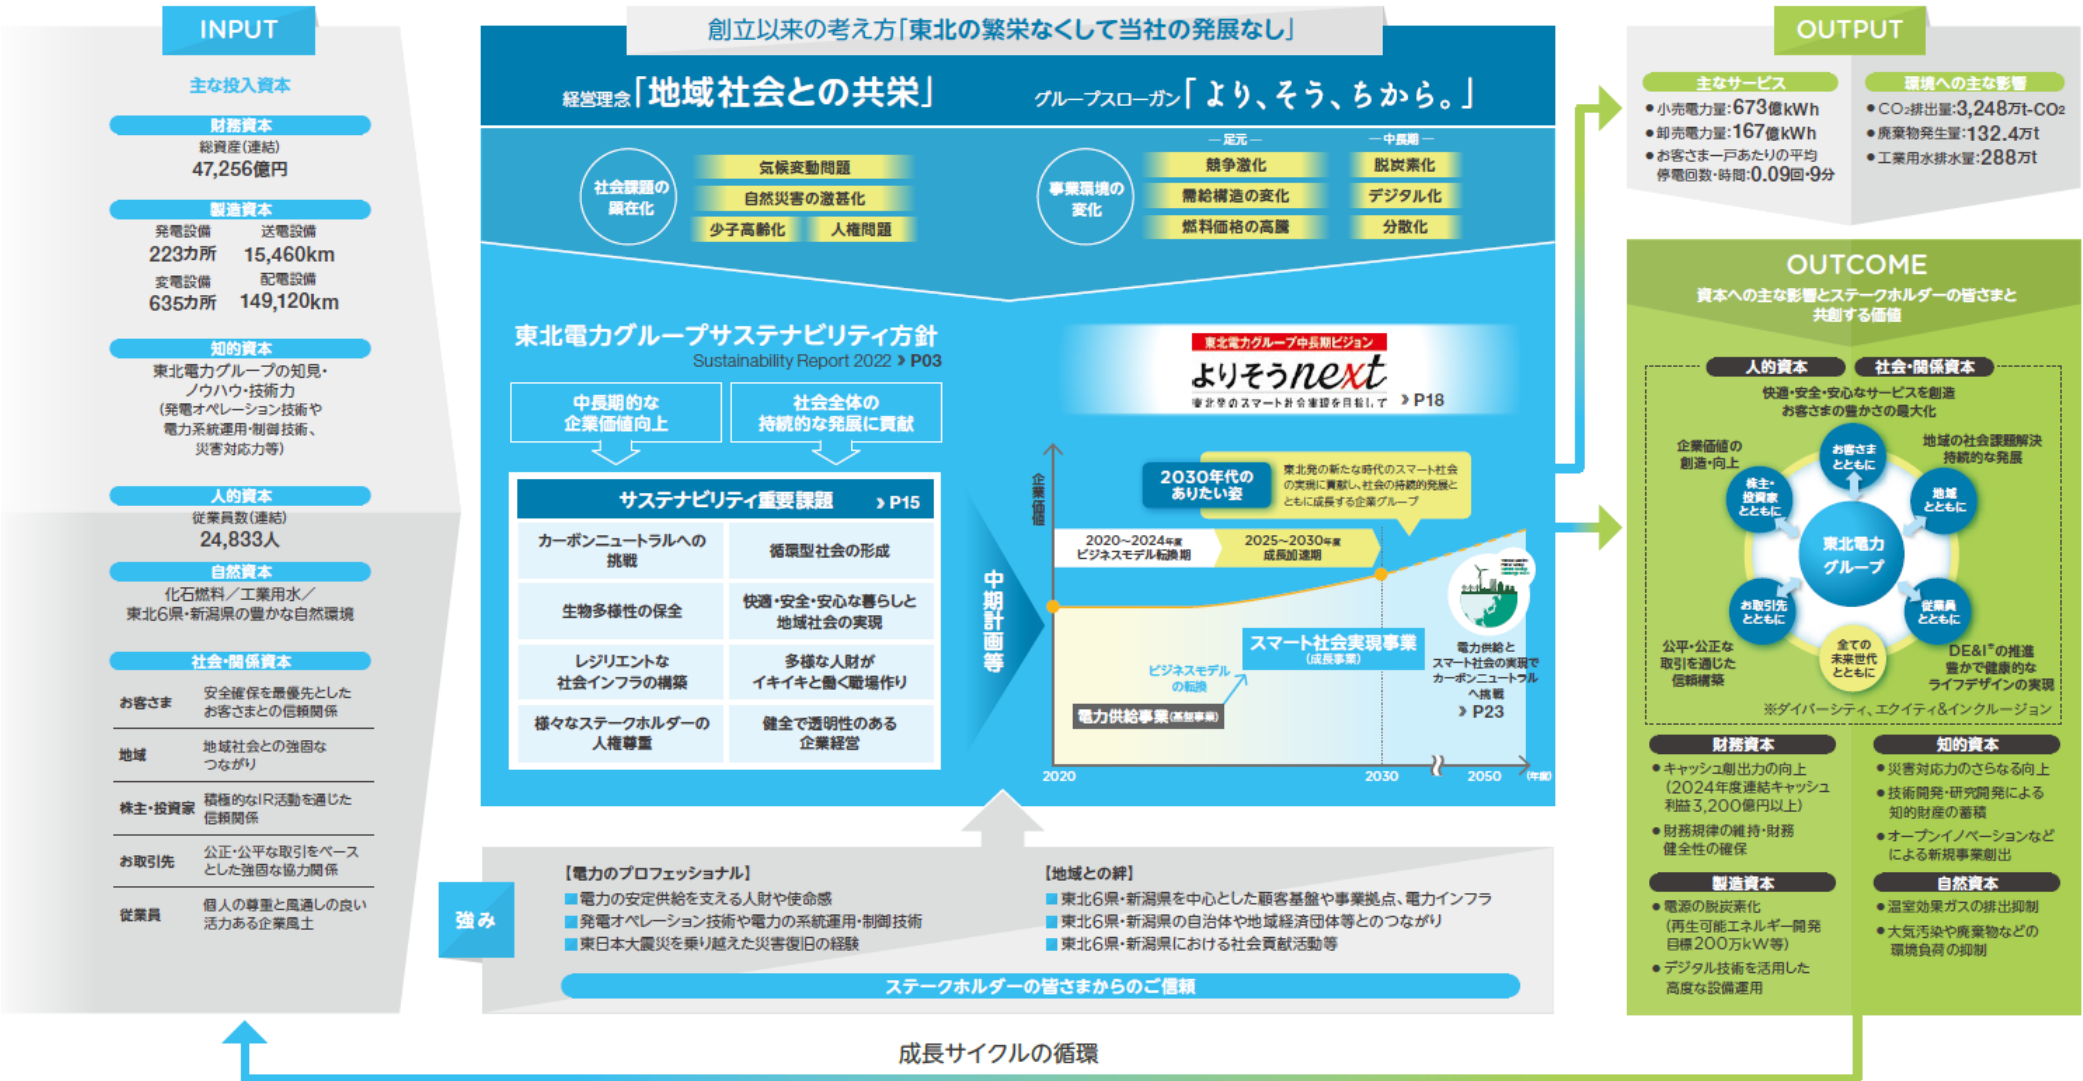 INPUT
主な投入資本
財務資本
総資産(連結)
47,256億円
製造資本
発電設備 送電設備
223カ所 15,460km
変電設備 配電設備
635カ所 149,120km
知的資本
東北電力グループの知見・
ノウハウ・技術力
(発電オペレーション技術や
電力系統運用・制御技術、
災害対応力等)
人的資本
従業員数(連結)
24,833人
自然資本
化石燃料／工業用水／
東北6県・新潟県の豊かな自然環境
社会・関係資本
お客さま
安全確保を最優先とした
お客さまとの信頼関係
地域
地域社会との強固な
つながり
株主・投資家
積極的なIR活動を通じた
信頼関係
お取引先
公正・公平な取引をベース
とした強固な協力関係
従業員
個人の尊重と風通しの良い
活力ある企業風土
創立以来の考え方「東北の繁栄なくして当社の発展なし」
経営理念「地域社会との共栄」
グループスローガン「より、そう、ちから。」
社会課題の
顕在化
気候変動問題
自然災害の激甚化
少子高齢化 人権問題
事業環境の
変化
― 足元 ―
競争激化
需給構造の変化
燃料価格の高騰
― 中長期 ―
脱炭素化
デジタル化
分散化
東北電力グループサステナビリティ方針
Sustainability Report 2022 》P03
中長期的な
企業価値向上
社会全体の
持続的な発展に貢献
サステナビリティ重要課題 》P15
カーボンニュートラルへの
挑戦
循環型社会の形成
生物多様性の保全
快適・安全・安心な暮らしと
地域社会の実現
レジリエントな
社会インフラの構築
多様な人財が
イキイキと働く職場作り
様々なステークホルダーの
人権尊重
健全で透明性のある
企業経営
中期計画等
東北電力グループ中長期ビジョン
よりそうnext
東北発のスマート社会実現を目指して
》P18
企業価値
2030年代の
ありたい姿
東北発の新たな時代のスマート社会
の実現に貢献し、社会の持続的発展と
ともに成長する企業グループ
2020～2024年度
ビジネスモデル転換期
2025～2030年度
成長加速期
スマート社会実現事業
(成長事業)
ビジネスモデル
の転換
電力供給事業(基盤事業)
電力供給と
スマート社会の実現で
カーボンニュートラル
へ挑戦
》P23
2020 2030 2050 (年度)
強み
【電力のプロフェッショナル】
■電力の安定供給を支える人財や使命感
■発電オペレーション技術や電力の系統運用・制御技術
■東日本大震災を乗り越えた災害復旧の経験
【地域との絆】
■東北6県・新潟県を中心とした顧客基盤や事業拠点、電力インフラ
■東北6県・新潟県の自治体や地域経済団体等とのつながり
■東北6県・新潟県における社会貢献活動等
ステークホルダーの皆さまからのご信頼
成長サイクルの循環
OUTPUT
主なサービス
●小売電力量:673億kWh
●卸売電力量:167億kWh
●お客さま一戸あたりの平均
停電回数・時間:0.09回・9分
環境への主な影響
●CO₂排出量:3,248万t-CO₂
●廃棄物発生量:132.4万t
●工業用水排水量:288万t
OUTCOME
資本への主な影響とステークホルダーの皆さまと
共創する価値
人的資本 社会・関係資本
快適・安全・安心なサービスを創造
お客さまの豊かさの最大化
企業価値の
創造・向上
地域の社会課題解決
持続的な発展
お客さま
とともに
株主・
投資家
とともに
地域
とともに
東北電力
グループ
お取引先
とともに
従業員
とともに
全ての
未来世代
とともに
公平・公正な
取引を通じた
信頼構築
DE&I※の推進
豊かで健康的な
ライフデザインの実現
※ダイバーシティ、エクイティ&インクルージョン
財務資本
●キャッシュ創出力の向上
(2024年度連結キャッシュ
利益3,200億円以上)
●財務規律の維持・財務
健全性の確保
知的資本
●災害対応力のさらなる向上
●技術開発・研究開発による
知的財産の蓄積
●オープンイノベーションなど
による新規事業創出
製造資本
●電源の脱炭素化
(再生可能エネルギー開発
目標200万kW等)
●デジタル技術を活用した
高度な設備運用
自然資本
●温室効果ガスの排出抑制
●大気汚染や廃棄物などの
環境負荷の抑制